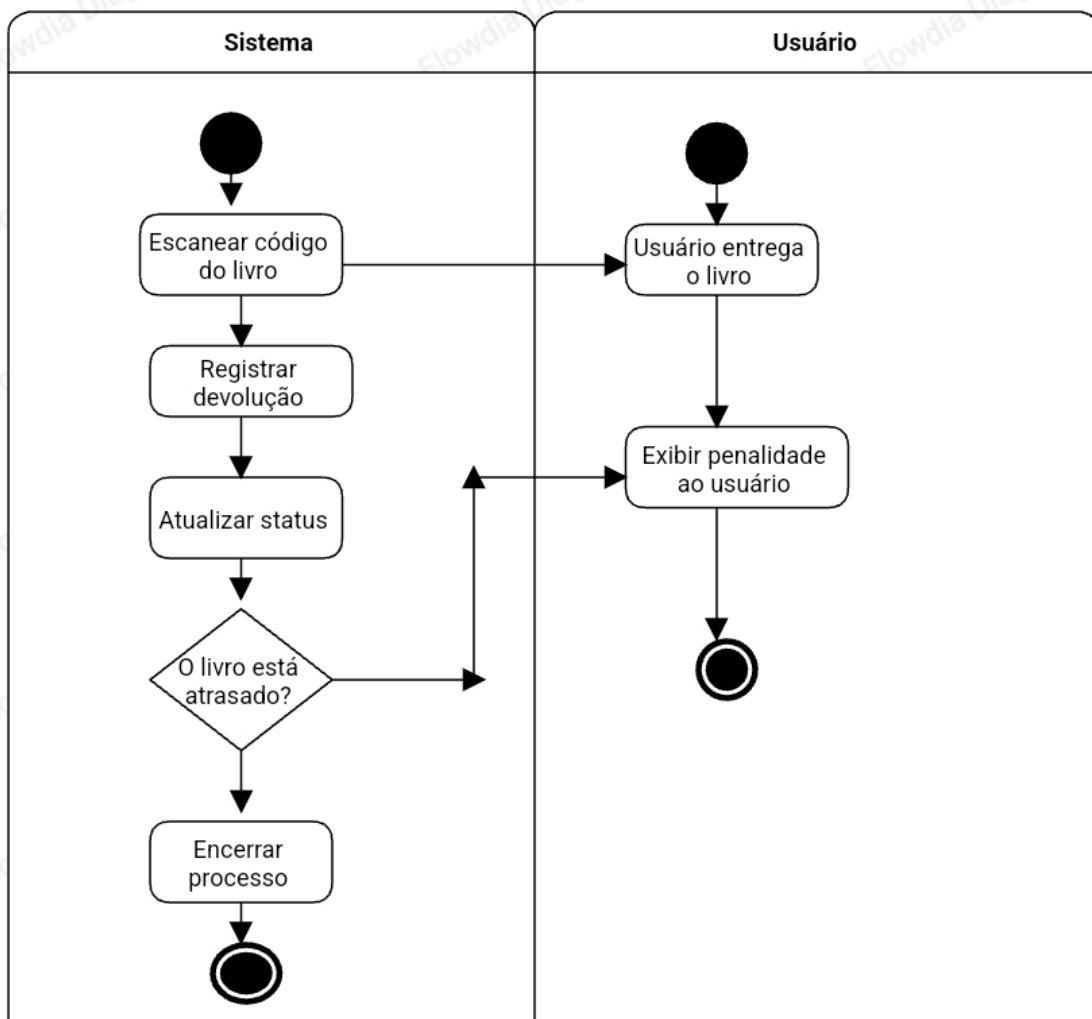 Sistema
Usuário
Escanear código
do livro
Usuário entrega
o livro
Registrar
devolução
Exibir penalidade
ao usuário
Atualizar status
O livro está
atrasado?
Encerrar
processo